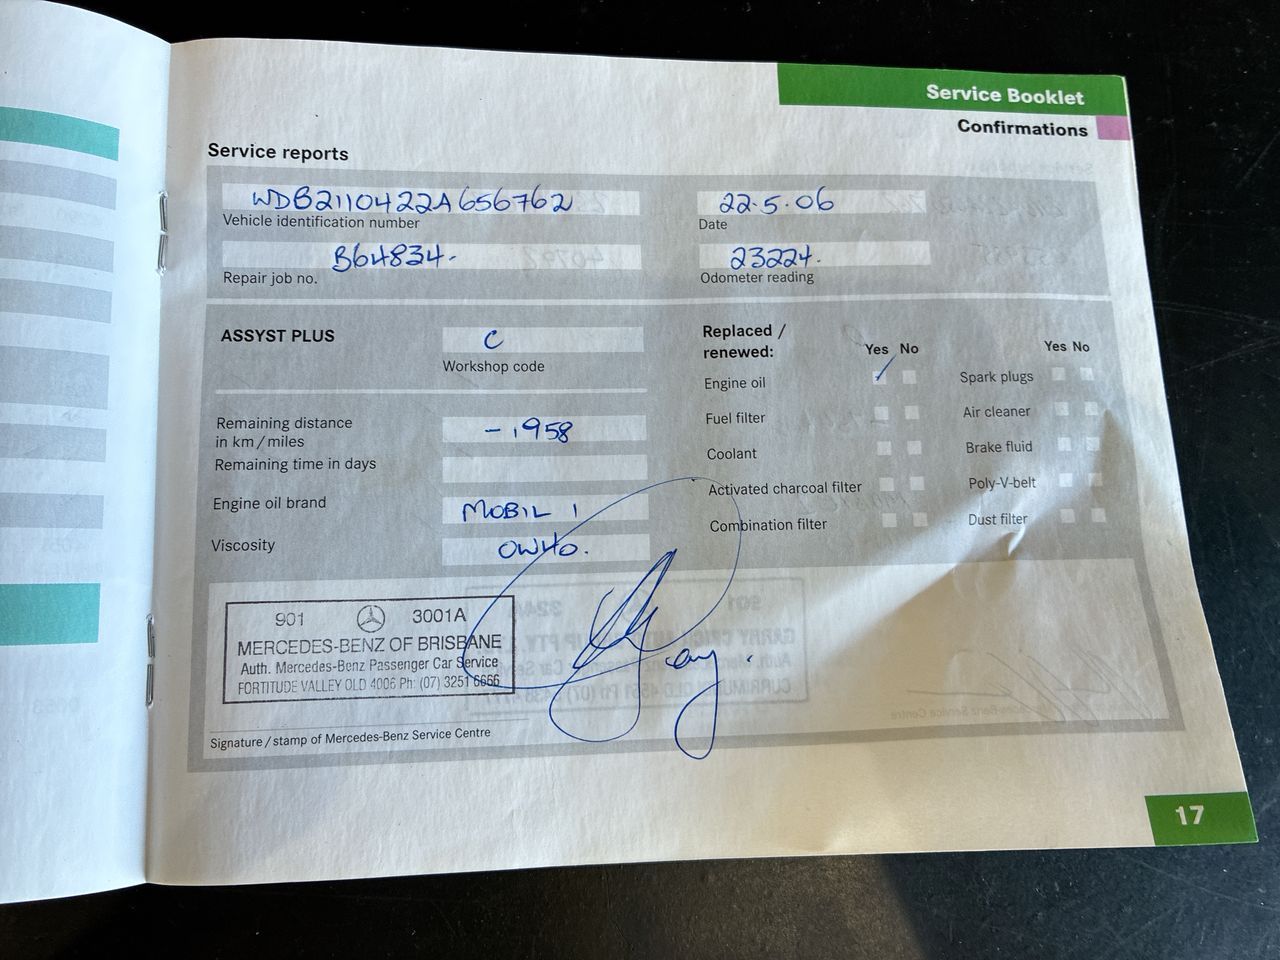 Service Booklet
Confirmations
Service reports
WDB2110422A656762
Vehicle identification number
22.5.06
Date
B64834.
Repair job no.
23224.
Odometer reading
ASSYST PLUS
C
Workshop code
Remaining distance
in km/miles
-1958
Remaining time in days
Engine oil brand
MOBIL 1
Viscosity
0W40.
Replaced /
renewed:
Yes No
Engine oil
Fuel filter
Coolant
Activated charcoal filter
Combination filter
Yes No
Spark plugs
Air cleaner
Brake fluid
Poly-V-belt
Dust filter
901 3001A
MERCEDES-BENZ OF BRISBANE
Auth. Mercedes-Benz Passenger Car Service
FORTITUDE VALLEY QLD 4006 Ph: (07) 3251 6666
Signature/stamp of Mercedes-Benz Service Centre
17